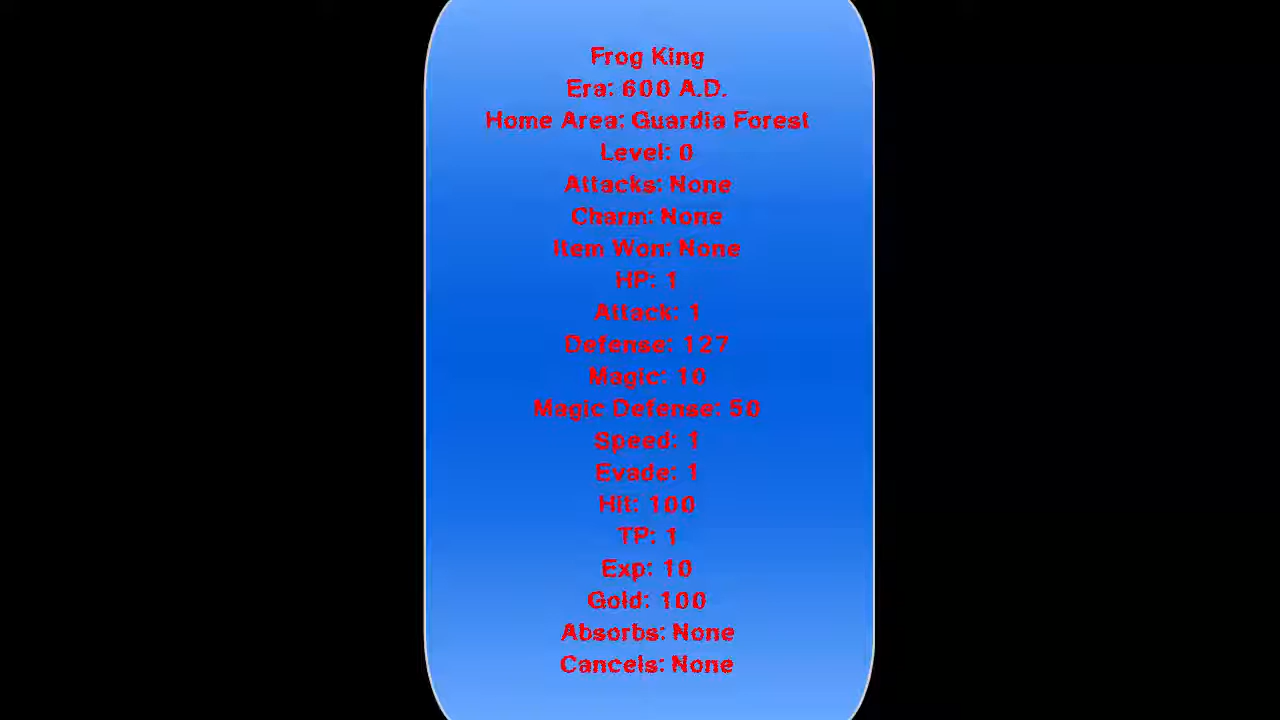 Frog King
Era: 600 A.D.
Home Area: Guardia Forest
Level: 0
Attacks: None
Charm: None
Item Won: None
HP: 1
Attack: 1
Defense: 127
Magic: 10
Magic Defense: 50
Speed: 1
Evade: 1
Hit: 100
TP: 1
Exp: 10
Gold: 100
Absorbs: None
Cancels: None